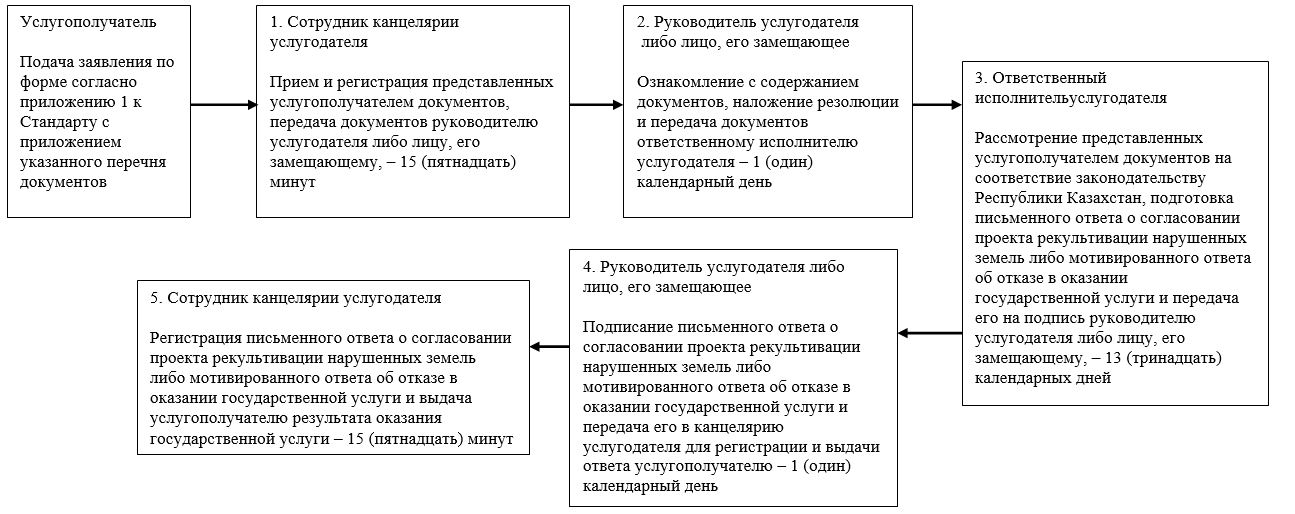 Услугополучатель
Подача заявления по
форме согласно
приложению 1 к
Стандарту с
приложением
указанного перечня
документов
1. Сотрудник канцелярии
услугодателя
Прием и регистрация представленных
услугополучателем документов,
передача документов руководителю
услугодателя либо лицу, его
замещающему, – 15 (пятнадцать)
минут
2. Руководитель услугодателя
либо лицо, его замещающее
Ознакомление с содержанием
документов, наложение резолюции
и передача документов
ответственному исполнителю
услугодателя – 1 (один)
календарный день
3. Ответственный
исполнительуслугодателя
Рассмотрение представленных
услугополучателем документов на
соответствие законодательству
Республики Казахстан, подготовка
письменного ответа о согласовании
проекта рекультивации нарушенных
земель либо мотивированного ответа
об отказе в оказании
государственной услуги и передача
его на подпись руководителю
услугодателя либо лицу, его
замещающему, – 13 (тринадцать)
календарных дней
4. Руководитель услугодателя либо
лицо, его замещающее
Подписание письменного ответа о
согласовании проекта рекультивации
нарушенных земель либо
мотивированного ответа об отказе в
оказании государственной услуги и
передача его в канцелярию
услугодателя для регистрации и выдачи
ответа услугополучателю – 1 (один)
календарный день
5. Сотрудник канцелярии услугодателя
Регистрация письменного ответа о согласовании
проекта рекультивации нарушенных земель
либо мотивированного ответа об отказе в
оказании государственной услуги и выдача
услугополучателю результата оказания
государственной услуги – 15 (пятнадцать) минут